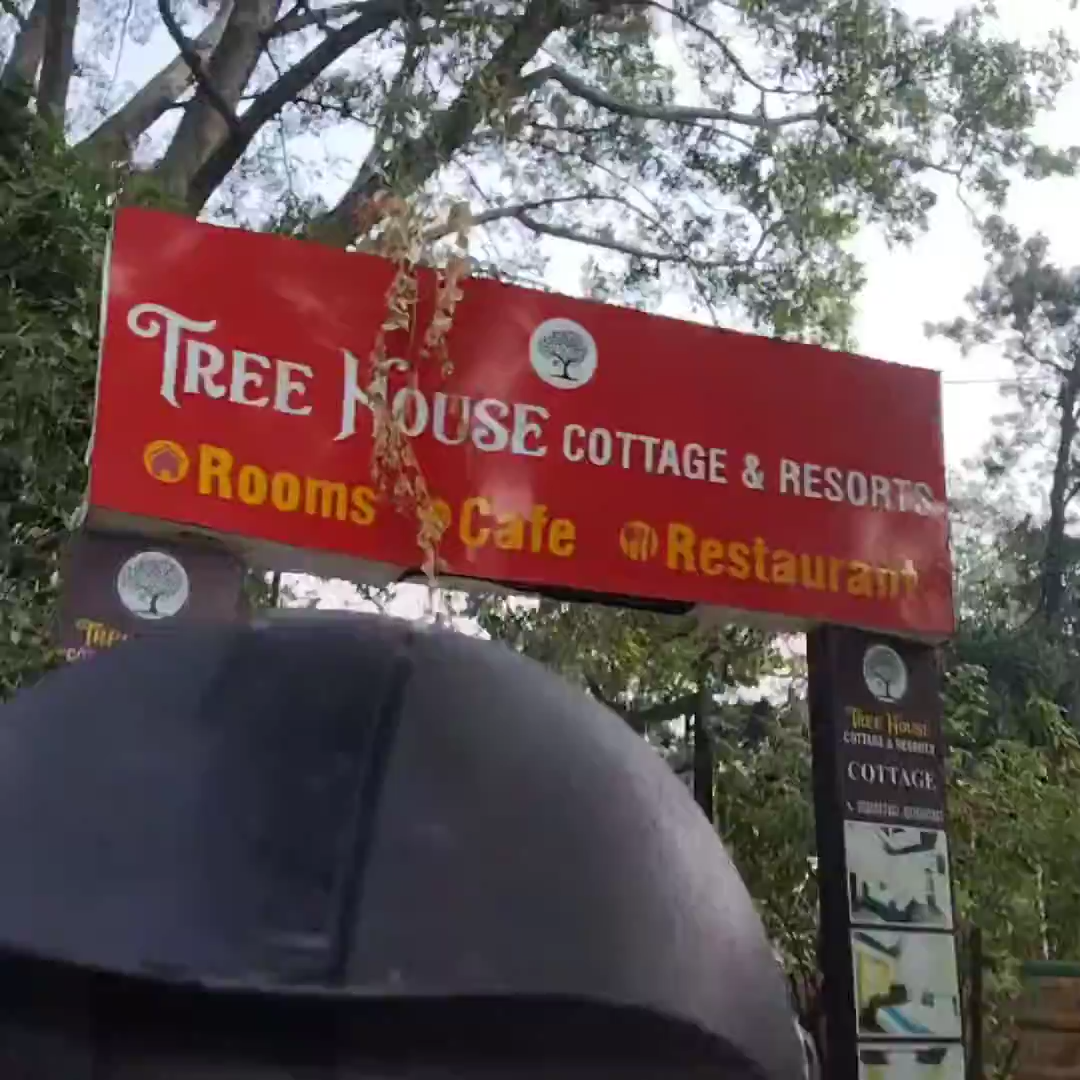 TREE HOUSE COTTAGE & RESORTS
Rooms Cafe Restaurant
TREE HOUSE
COTTAGE & RESORTS
COTTAGE